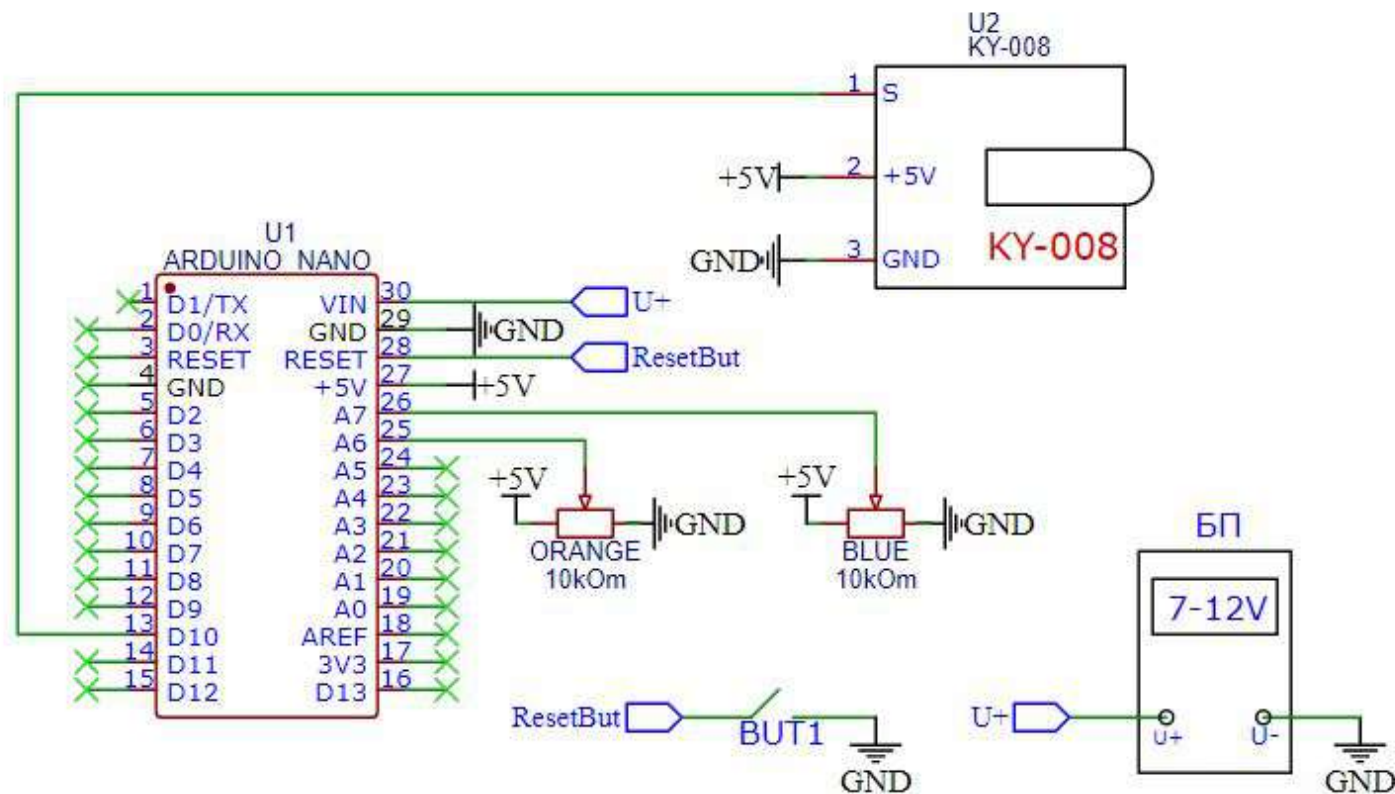 U2
KY-008
1 S
+5V 2 +5V
GND 3 GND
KY-008
U1
ARDUINO NANO
1 D1/TX VIN 30 U+
2 D0/RX GND 29 GND
3 RESET RESET 28 ResetBut
4 GND +5V 27 +5V
5 D2 A7 26
6 D3 A6 25
7 D4 A5 24
8 D5 A4 23
9 D6 A3 22
10 D7 A2 21
11 D8 A1 20
12 D9 A0 19
13 D10 AREF 18
14 D11 3V3 17
15 D12 D13 16
+5V GND
ORANGE
10kOm
+5V GND
BLUE
10kOm
БП
7-12V
ResetBut BUT1 GND
U+ U+ U- GND